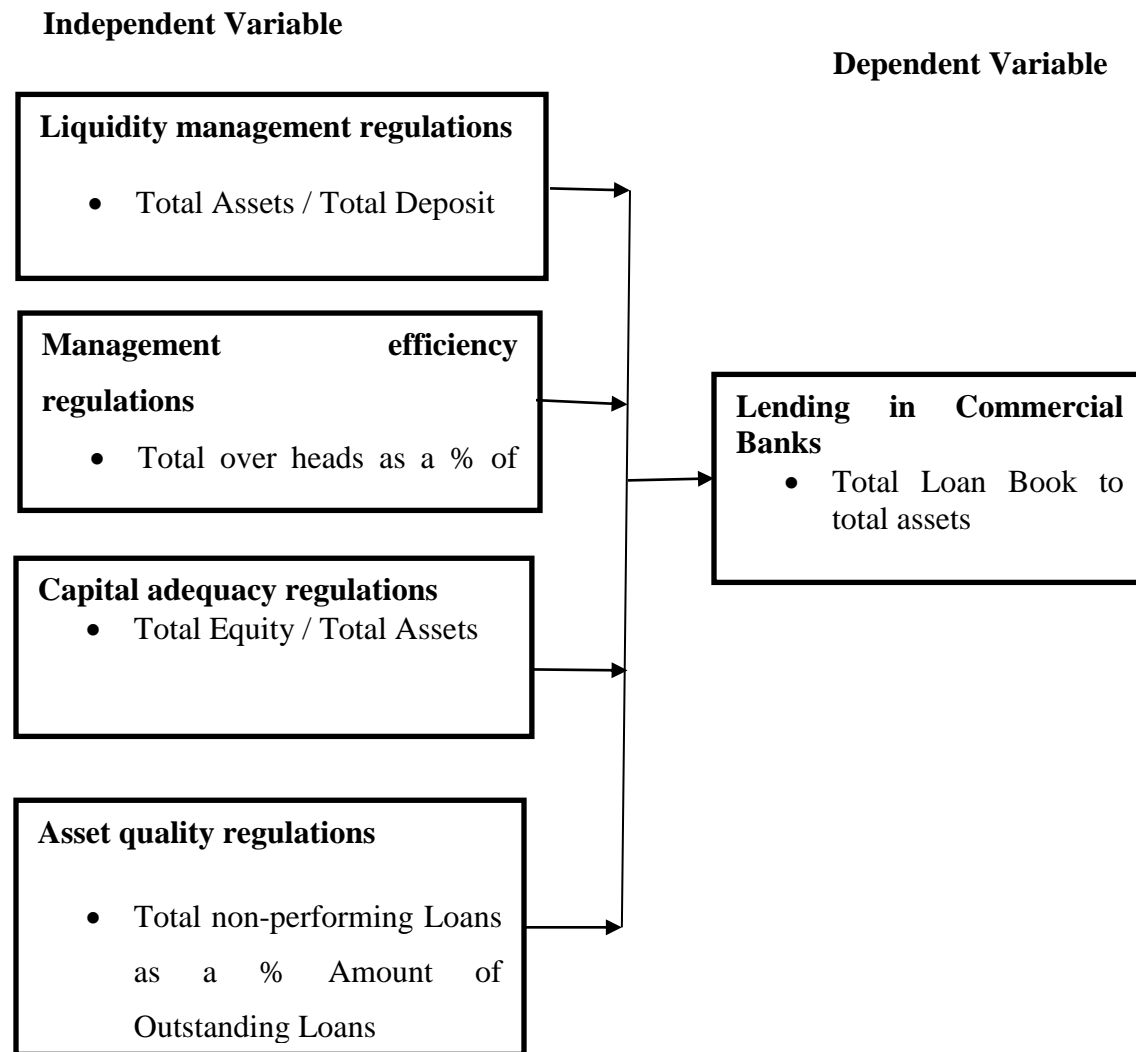 Independent Variable
Dependent Variable
Liquidity management regulations
• Total Assets / Total Deposit
Management efficiency
regulations
• Total over heads as a % of
Capital adequacy regulations
• Total Equity / Total Assets
Asset quality regulations
• Total non-performing Loans
as a % Amount of
Outstanding Loans
Lending in Commercial
Banks
• Total Loan Book to
total assets